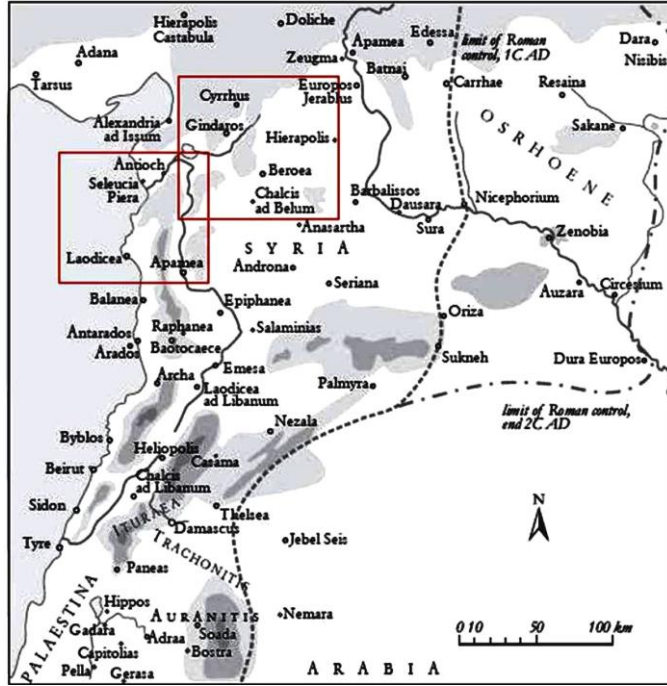 Hierapolis
Castabula
Doliche
Apamea
Edessa
limit of Roman
control, 1C AD
Dara
Nisibis
Adana
Tarsus
Zeugma
Batnai
Europos
Jerablus
Carrhae
Resaina
Sakane
OSRHOENE
Cyrrhus
Gindaros
Alexandria
ad Issum
Hierapolis
Antioch
Seleucia
Piera
Beroea
Chalcis
ad Belum
Barbalissos
Dausara
Sura
Nicephorium
Anasartha
SYRIA
Zenobia
Laodicea
Apamea
Androna
Seriana
Auzara
Circesium
Balanea
Epiphanea
Oriza
Antarados
Arados
Raphanea
Baotocaece
Salaminias
Sukneh
Dura Europos
Emesa
Archa
Laodicea
ad Libanum
Palmyra
limit of Roman control,
end 2C AD
Nezala
Byblos
Heliopolis
Casama
Beirut
Chalcis
ad Libanum
Sidon
Thelsea
ITURAEA
Damascus
N
Tyre
TRACHONITIS
Jebel Seis
Paneas
PALAESTINA
Hippos
AURANITIS
Nemara
Gadara
Adraa
Soada
Capitolias
Bostra
Pella
Gerasa
ARABIA
0 10 50 100 km